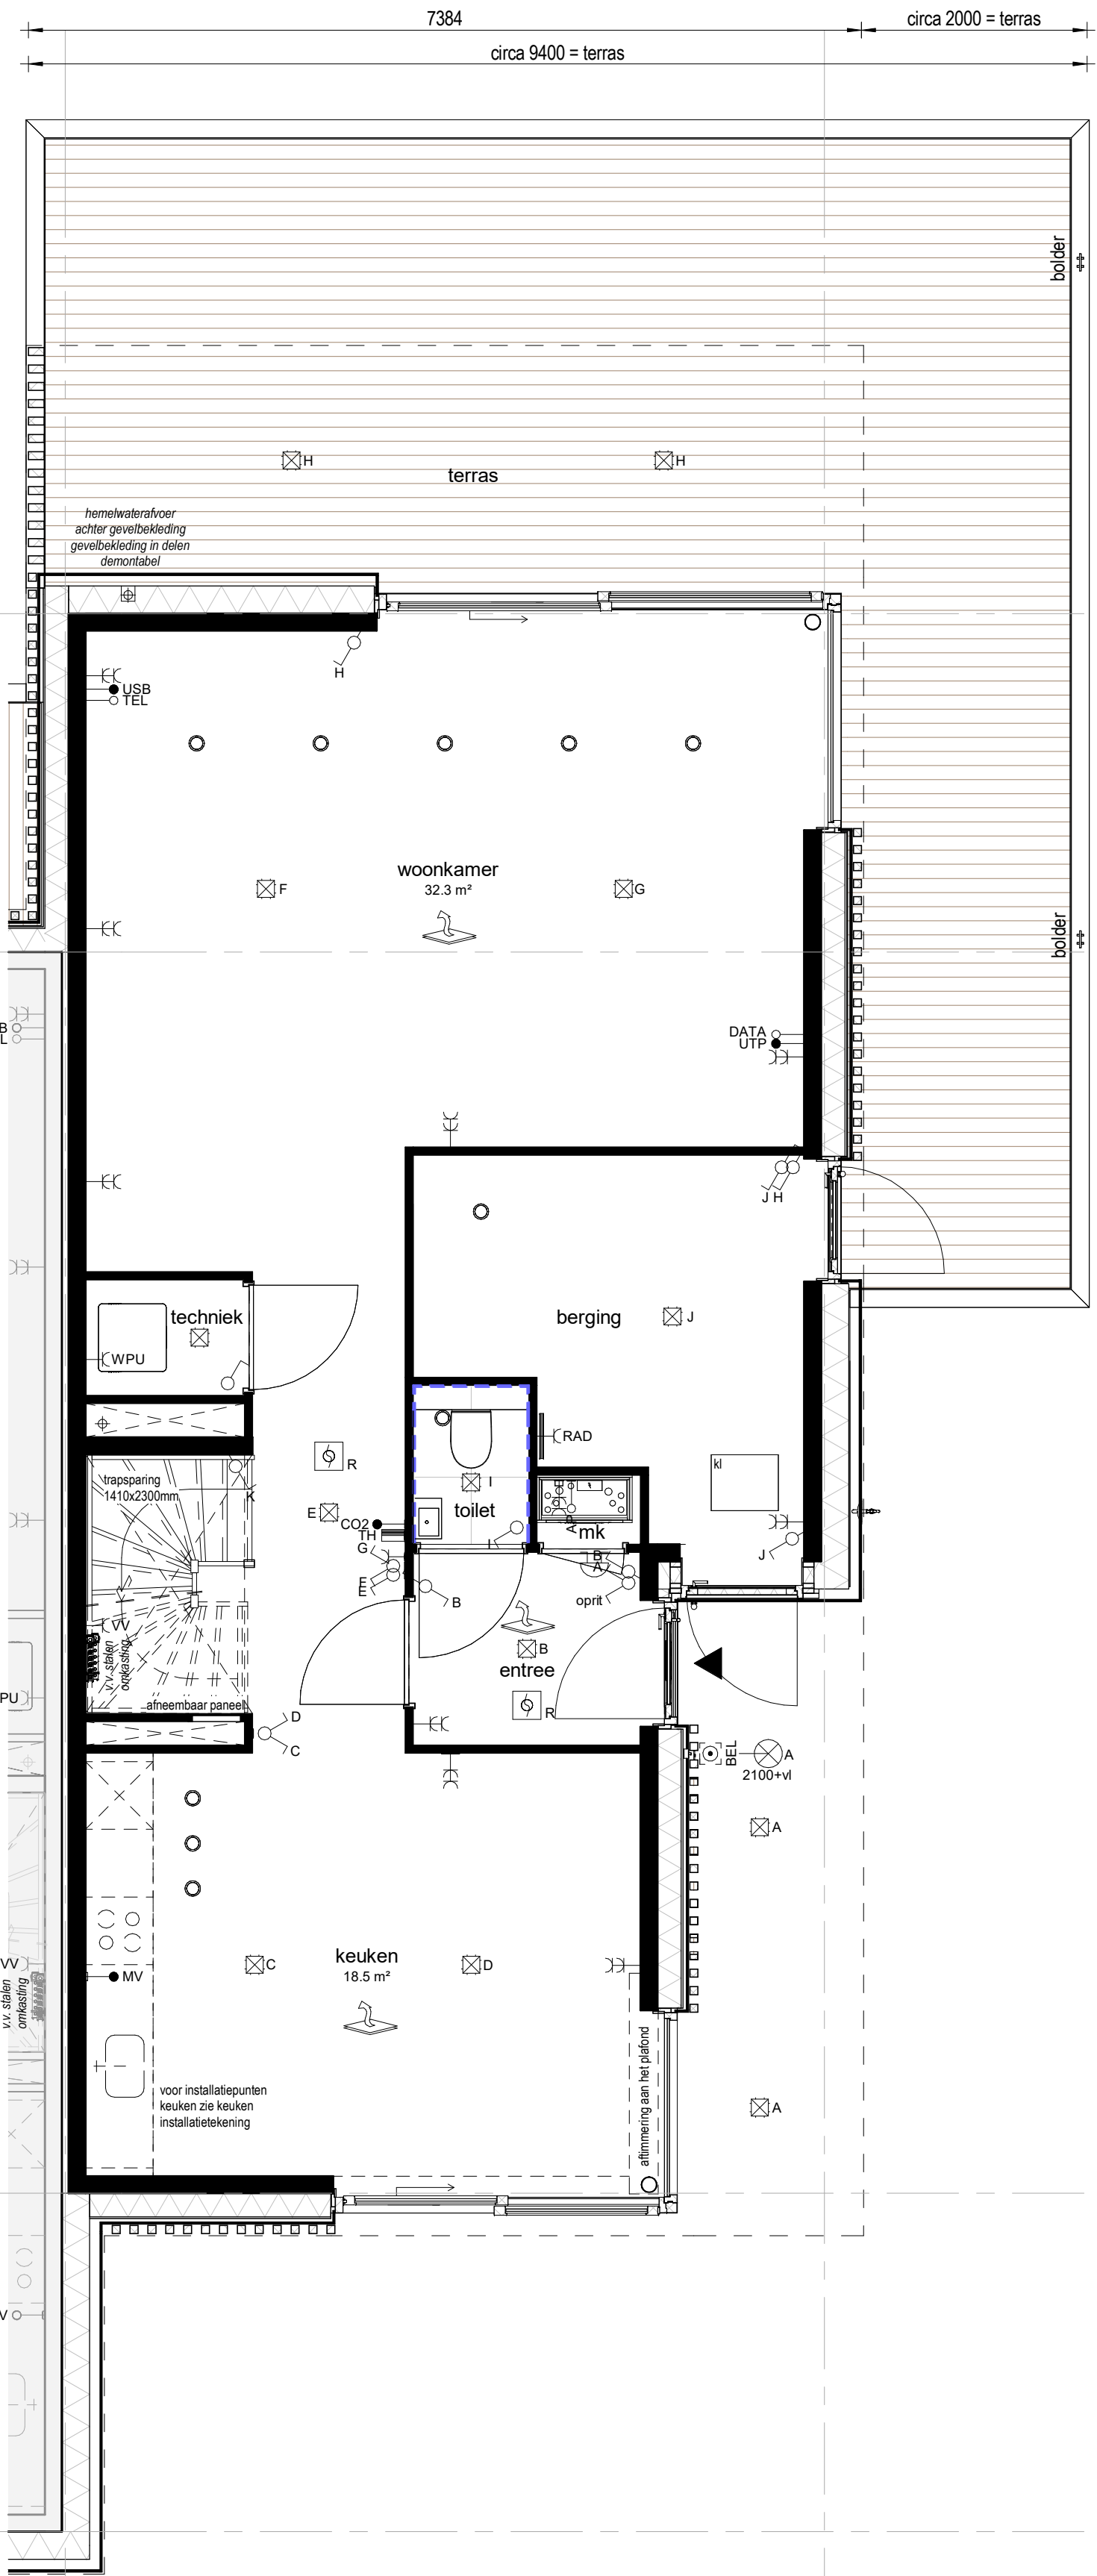 7384
circa 2000 = terras
circa 9400 = terras
bolder
H
H
terras
hemelwaterafvoer
achter gevelbekleding
gevelbekleding in delen
demontabel
H
USB
TEL
woonkamer
32.3 m²
F
G
bolder
B
L
DATA
UTP
J H
techniek
WPU
berging
J
RAD
kl
trapsparing
1410x2300mm
K
R
E
I
toilet
CO2
TH
G
E
E
mk
I
B
A
J
B
oprit
VV
v.v. stalen
omkasting
B
entree
R
PU
afneembaar paneel
D
C
BEL
A
2100+vl
A
keuken
18.5 m²
C
D
VV
MV
v.v. stalen
omkasting
aftimmering aan het plafond
voor installatiepunten
keuken zie keuken
installatietekening
A
V